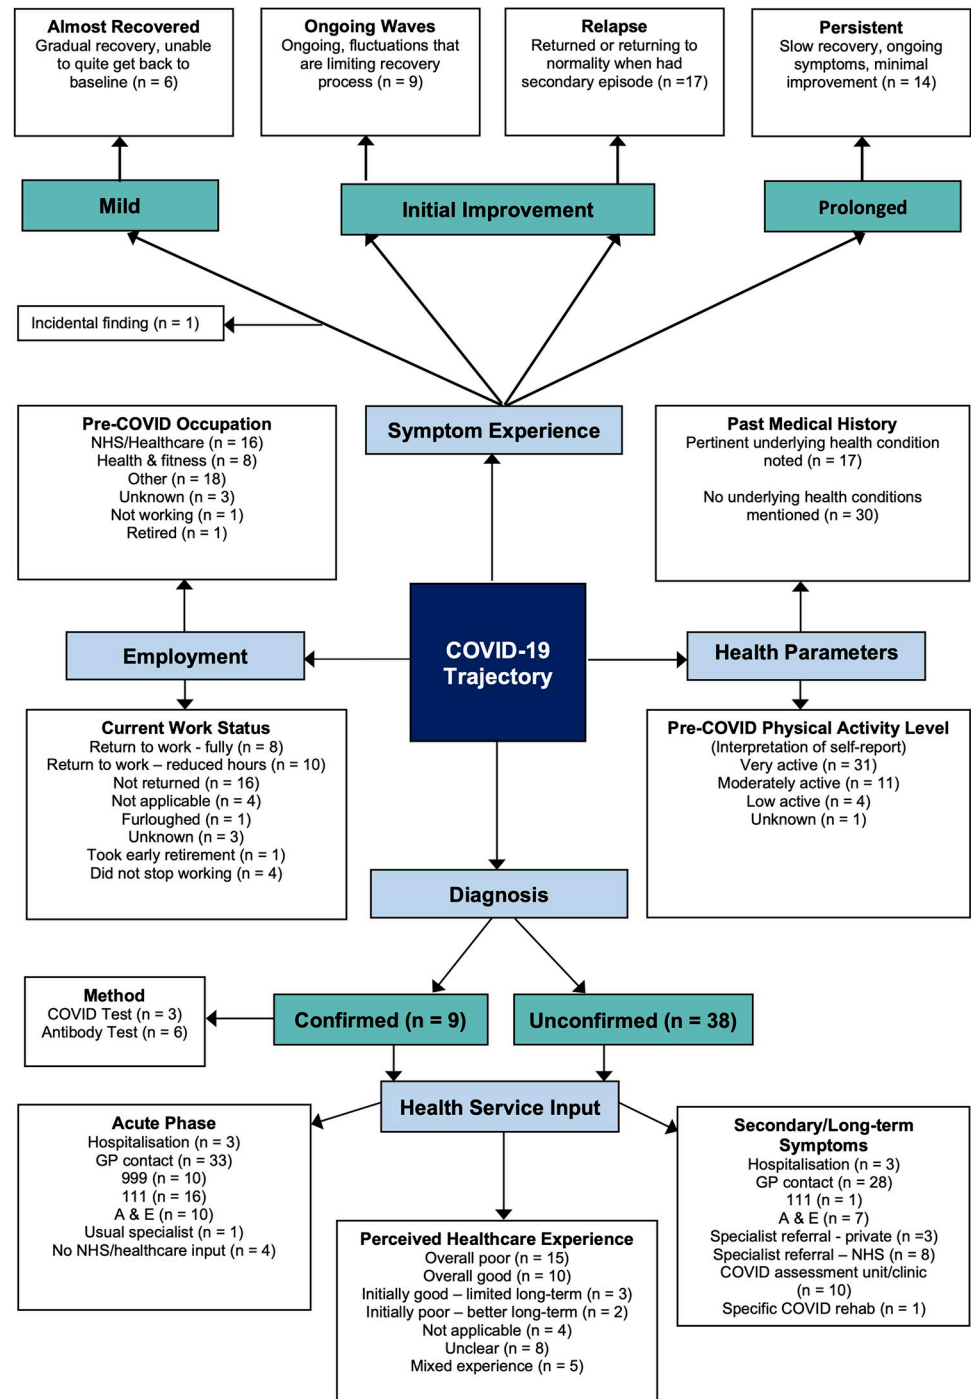 Almost Recovered
Gradual recovery, unable
to quite get back to
baseline (n = 6)
Ongoing Waves
Ongoing, fluctuations that
are limiting recovery
process (n = 9)
Relapse
Returned or returning to
normality when had
secondary episode (n =17)
Persistent
Slow recovery, ongoing
symptoms, minimal
improvement (n = 14)
Mild
Initial Improvement
Prolonged
Incidental finding (n = 1)
Symptom Experience
Pre-COVID Occupation
NHS/Healthcare (n = 16)
Health & fitness (n = 8)
Other (n = 18)
Unknown (n = 3)
Not working (n = 1)
Retired (n = 1)
Past Medical History
Pertinent underlying health condition
noted (n = 17)
No underlying health conditions
mentioned (n = 30)
Employment
COVID-19
Trajectory
Health Parameters
Current Work Status
Return to work - fully (n = 8)
Return to work – reduced hours (n = 10)
Not returned (n = 16)
Not applicable (n = 4)
Furloughed (n = 1)
Unknown (n = 3)
Took early retirement (n = 1)
Did not stop working (n = 4)
Pre-COVID Physical Activity Level
(Interpretation of self-report)
Very active (n = 31)
Moderately active (n = 11)
Low active (n = 4)
Unknown (n = 1)
Diagnosis
Method
COVID Test (n = 3)
Antibody Test (n = 6)
Confirmed (n = 9)
Unconfirmed (n = 38)
Health Service Input
Acute Phase
Hospitalisation (n = 3)
GP contact (n = 33)
999 (n = 10)
111 (n = 16)
A & E (n = 10)
Usual specialist (n = 1)
No NHS/healthcare input (n = 4)
Perceived Healthcare Experience
Overall poor (n = 15)
Overall good (n = 10)
Initially good – limited long-term (n = 3)
Initially poor – better long-term (n = 2)
Not applicable (n = 4)
Unclear (n = 8)
Mixed experience (n = 5)
Secondary/Long-term
Symptoms
Hospitalisation (n = 3)
GP contact (n = 28)
111 (n = 1)
A & E (n = 7)
Specialist referral - private (n =3)
Specialist referral – NHS (n = 8)
COVID assessment unit/clinic
(n = 10)
Specific COVID rehab (n = 1)